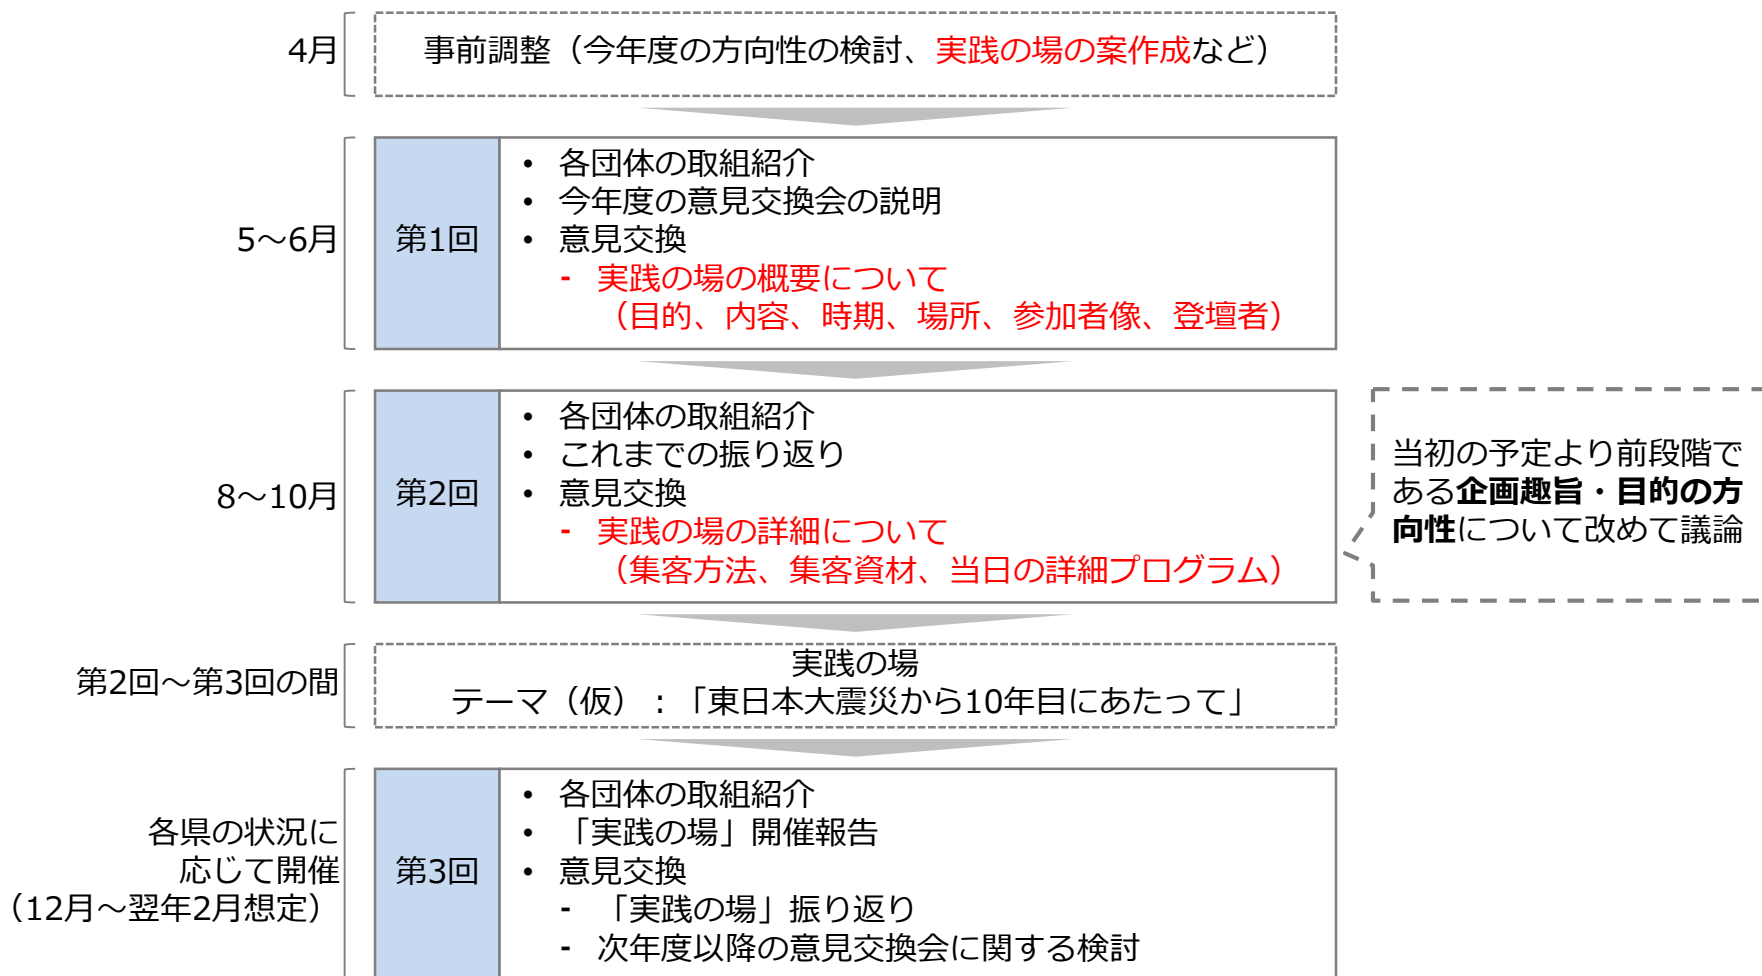 4月
事前調整（今年度の方向性の検討、実践の場の案作成など）
5～6月
第1回
• 各団体の取組紹介
• 今年度の意見交換会の説明
• 意見交換
- 実践の場の概要について
（目的、内容、時期、場所、参加者像、登壇者）
8～10月
第2回
• 各団体の取組紹介
• これまでの振り返り
• 意見交換
- 実践の場の詳細について
（集客方法、集客資材、当日の詳細プログラム）
当初の予定より前段階で
ある企画趣旨・目的の方
向性について改めて議論
第2回～第3回の間
実践の場
テーマ（仮）：「東日本大震災から10年目にあたって」
各県の状況に
応じて開催
（12月～翌年2月想定）
第3回
• 各団体の取組紹介
• 「実践の場」開催報告
• 意見交換
- 「実践の場」振り返り
- 次年度以降の意見交換会に関する検討